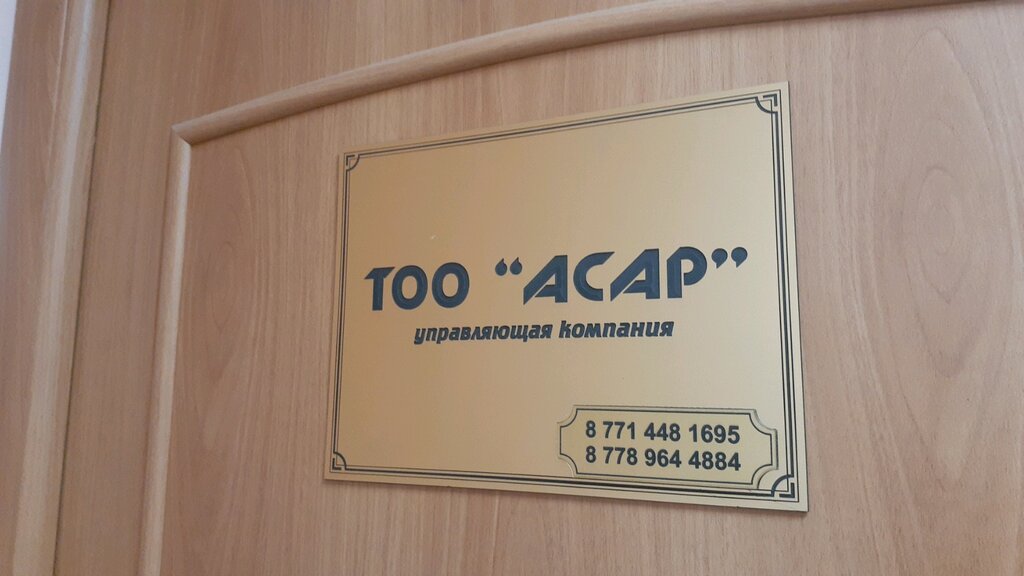 ТОО “АСАР”
управляющая компания
8 771 448 1695
8 778 964 4884